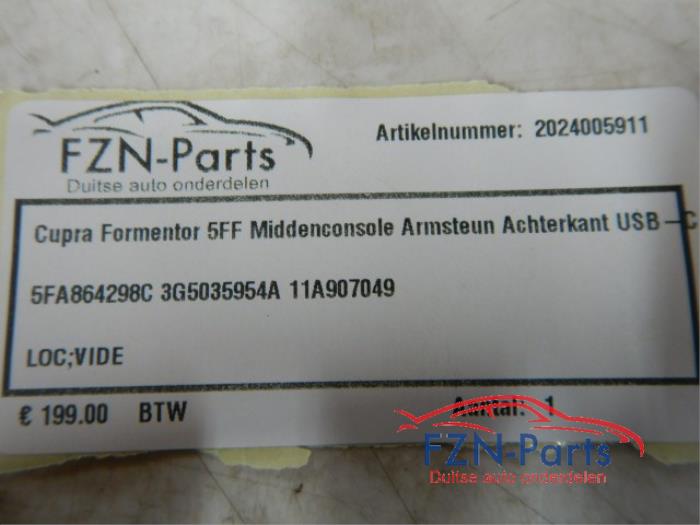 FZN-Parts
Duitse auto onderdelen
Artikelnummer: 2024005911
Cupra Formentor 5FF Middenconsole Armsteun Achterkant USB-C
5FA864298C 3G5035954A 11A907049
LOC;VIDE
€ 199.00 BTW
Aantal: 1
FZN-Parts
Duitse auto onderdelen